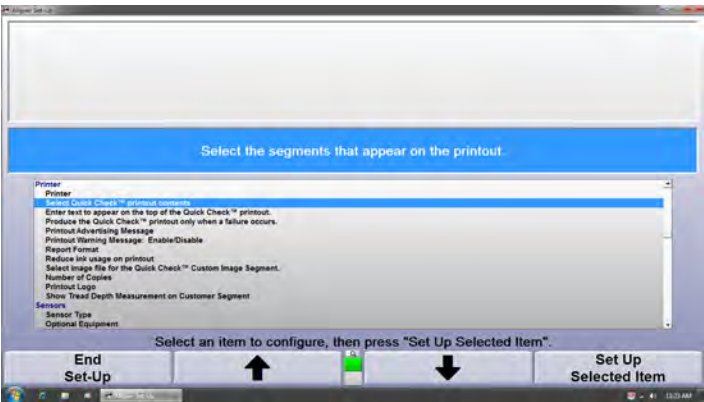 Aligner Set-Up
Select the segments that appear on the printout.
Printer
Printer
Select Quick Check™ printout contents
Enter text to appear on the top of the Quick Check™ printout.
Produce the Quick Check™ printout only when a failure occurs.
Printout Advertising Message
Printout Warning Message: Enable/Disable
Report Format
Reduce ink usage on printout
Select image file for the Quick Check™ Custom Image Segment.
Number of Copies
Printout Logo
Show Tread Depth Measurement on Customer Segment
Sensors
Sensor Type
Optional Equipment
Select an item to configure, then press "Set Up Selected Item".
End
Set-Up
Set Up
Selected Item